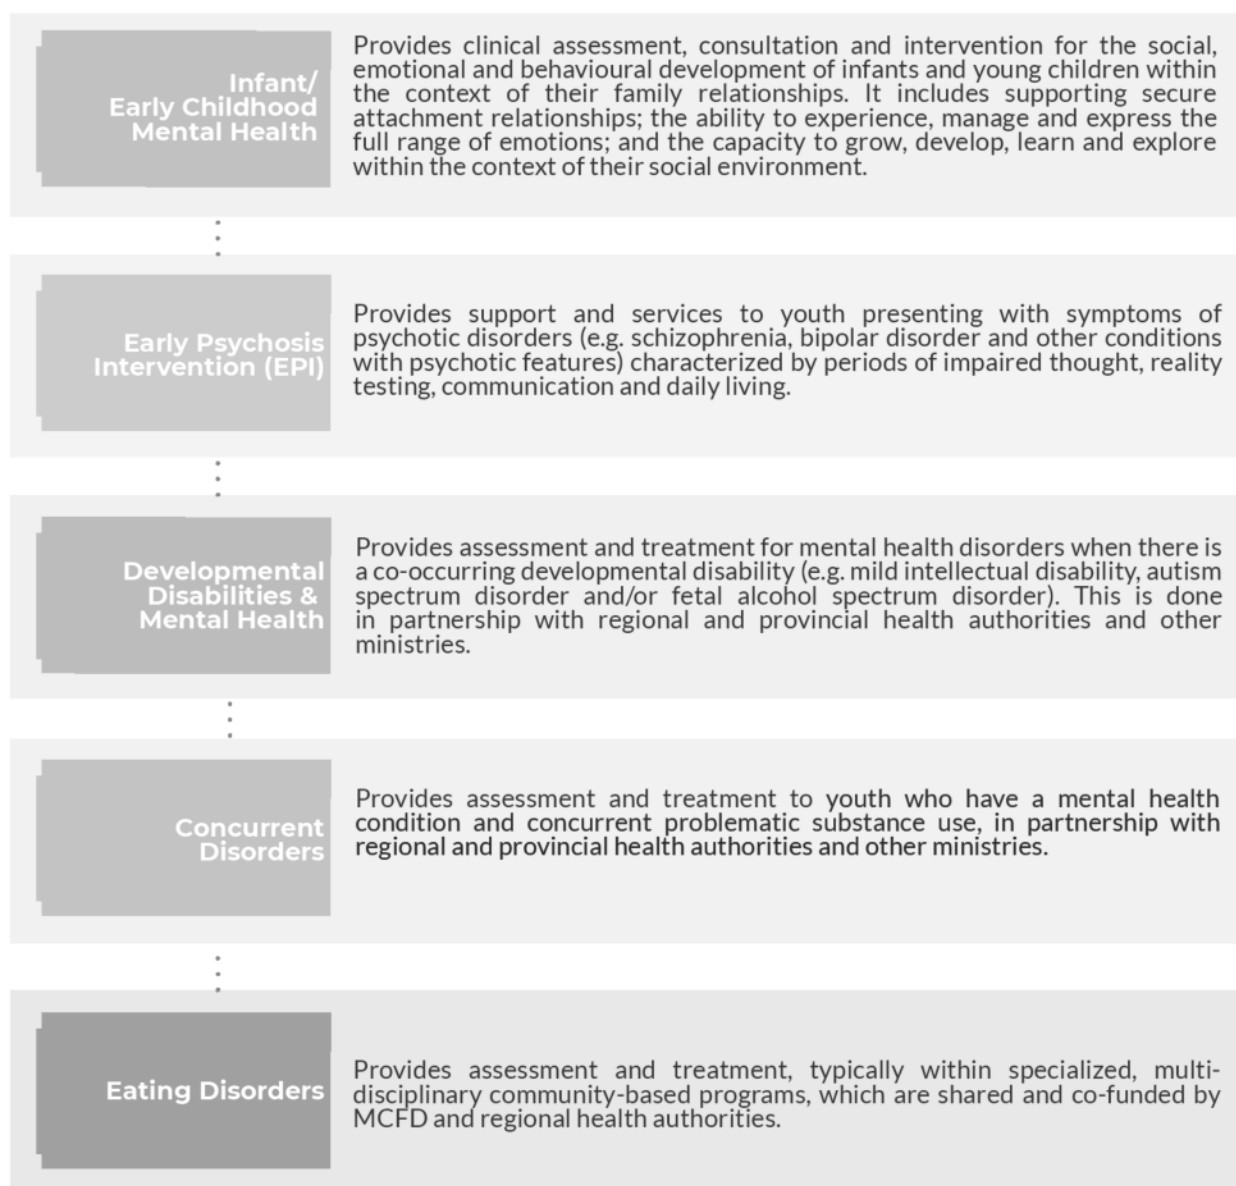 Infant/
Early Childhood
Mental Health
Provides clinical assessment, consultation and intervention for the social,
emotional and behavioural development of infants and young children within
the context of their family relationships. It includes supporting secure
attachment relationships; the ability to experience, manage and express the
full range of emotions; and the capacity to grow, develop, learn and explore
within the context of their social environment.
Early Psychosis
Intervention (EPI)
Provides support and services to youth presenting with symptoms of
psychotic disorders (e.g. schizophrenia, bipolar disorder and other conditions
with psychotic features) characterized by periods of impaired thought, reality
testing, communication and daily living.
Developmental
Disabilities &
Mental Health
Provides assessment and treatment for mental health disorders when there is
a co-occurring developmental disability (e.g. mild intellectual disability, autism
spectrum disorder and/or fetal alcohol spectrum disorder). This is done
in partnership with regional and provincial health authorities and other
ministries.
Concurrent
Disorders
Provides assessment and treatment to youth who have a mental health
condition and concurrent problematic substance use, in partnership with
regional and provincial health authorities and other ministries.
Eating Disorders
Provides assessment and treatment, typically within specialized, multi-
disciplinary community-based programs, which are shared and co-funded by
MCFD and regional health authorities.